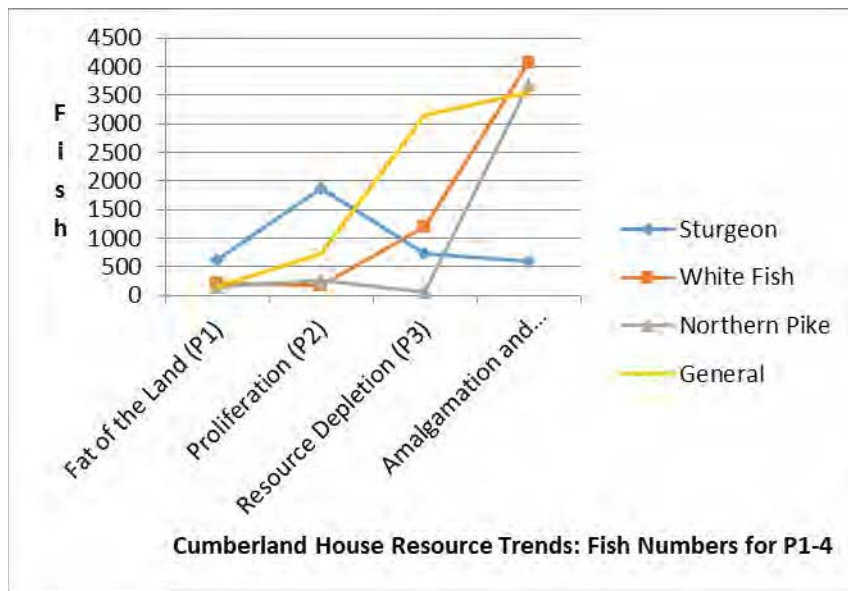 4500
4000
3500
3000
2500
2000
1500
1000
500
0
Fish
Fat of the Land (P1)
Proliferation (P2)
Resource Depletion (P3)
Amalgamation and...
Sturgeon
White Fish
Northern Pike
General
Cumberland House Resource Trends: Fish Numbers for P1-4